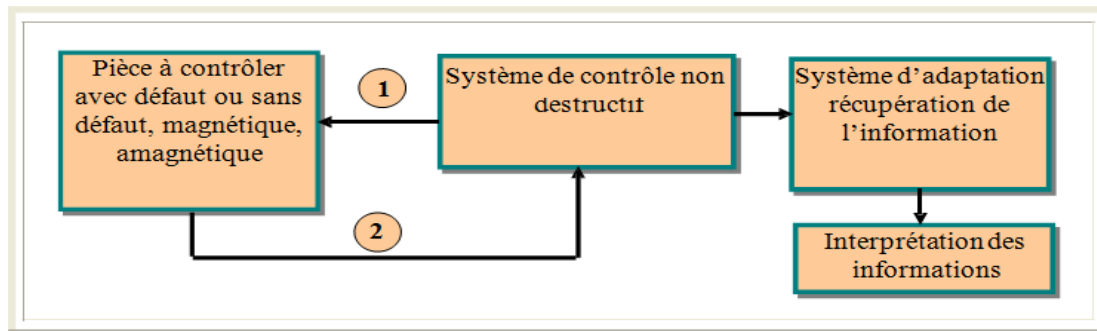 Pièce à contrôler
avec défaut ou sans
défaut, magnétique,
amagnétique
1
Système de contrôle non
destructif
Système d’adaptation
récupération de
l’information
2
Interprétation des
informations